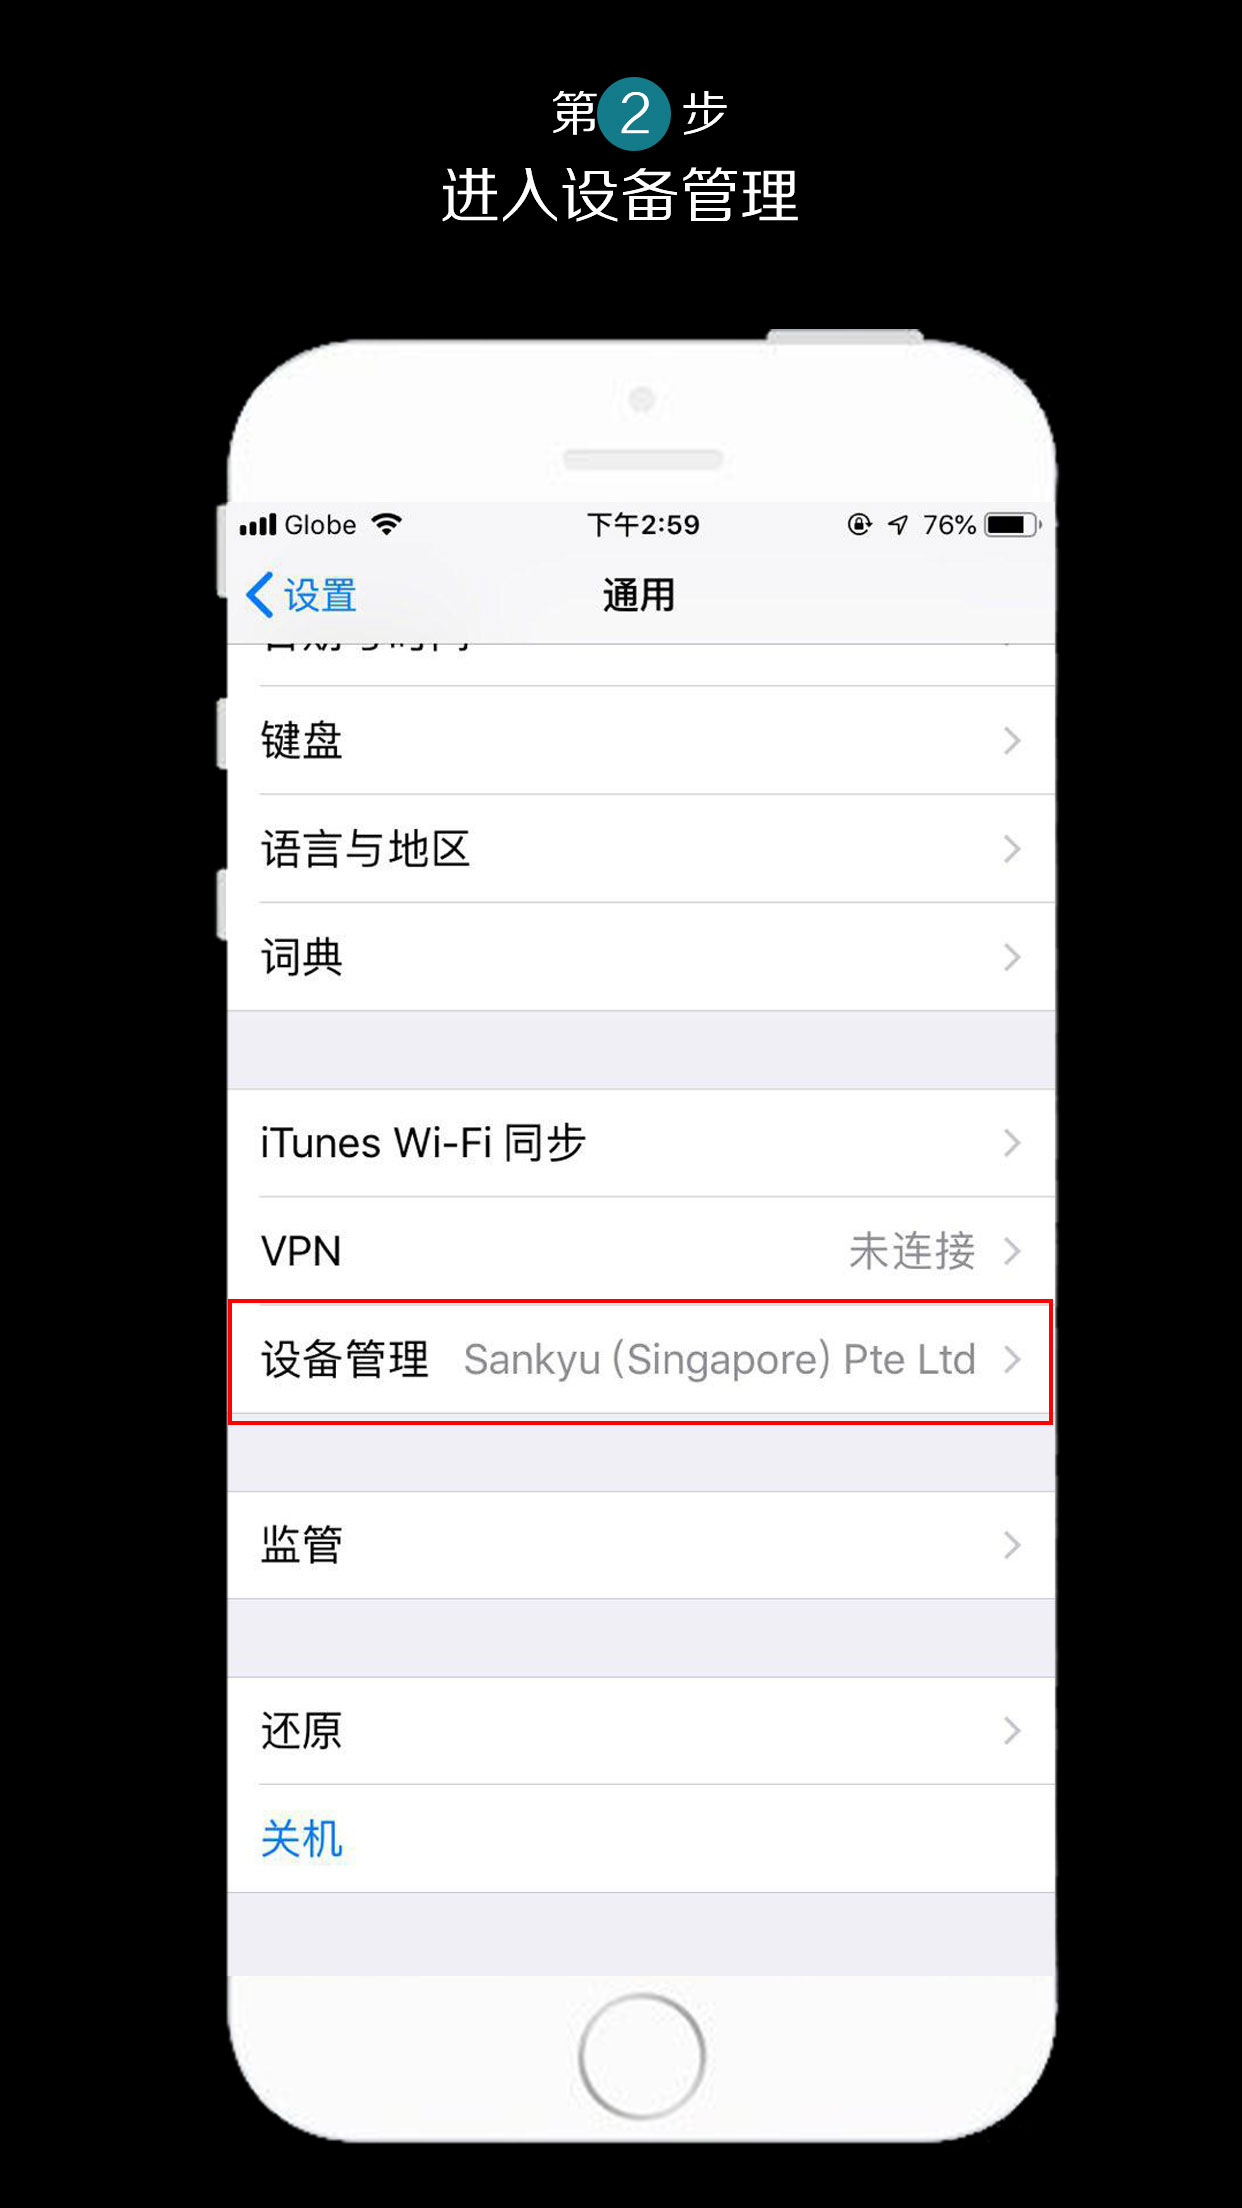 第2步
进入设备管理
Globe 下午2:59 76%
设置 通用
键盘
语言与地区
词典
iTunes Wi-Fi 同步
VPN 未连接
设备管理 Sankyu (Singapore) Pte Ltd
监管
还原
关机